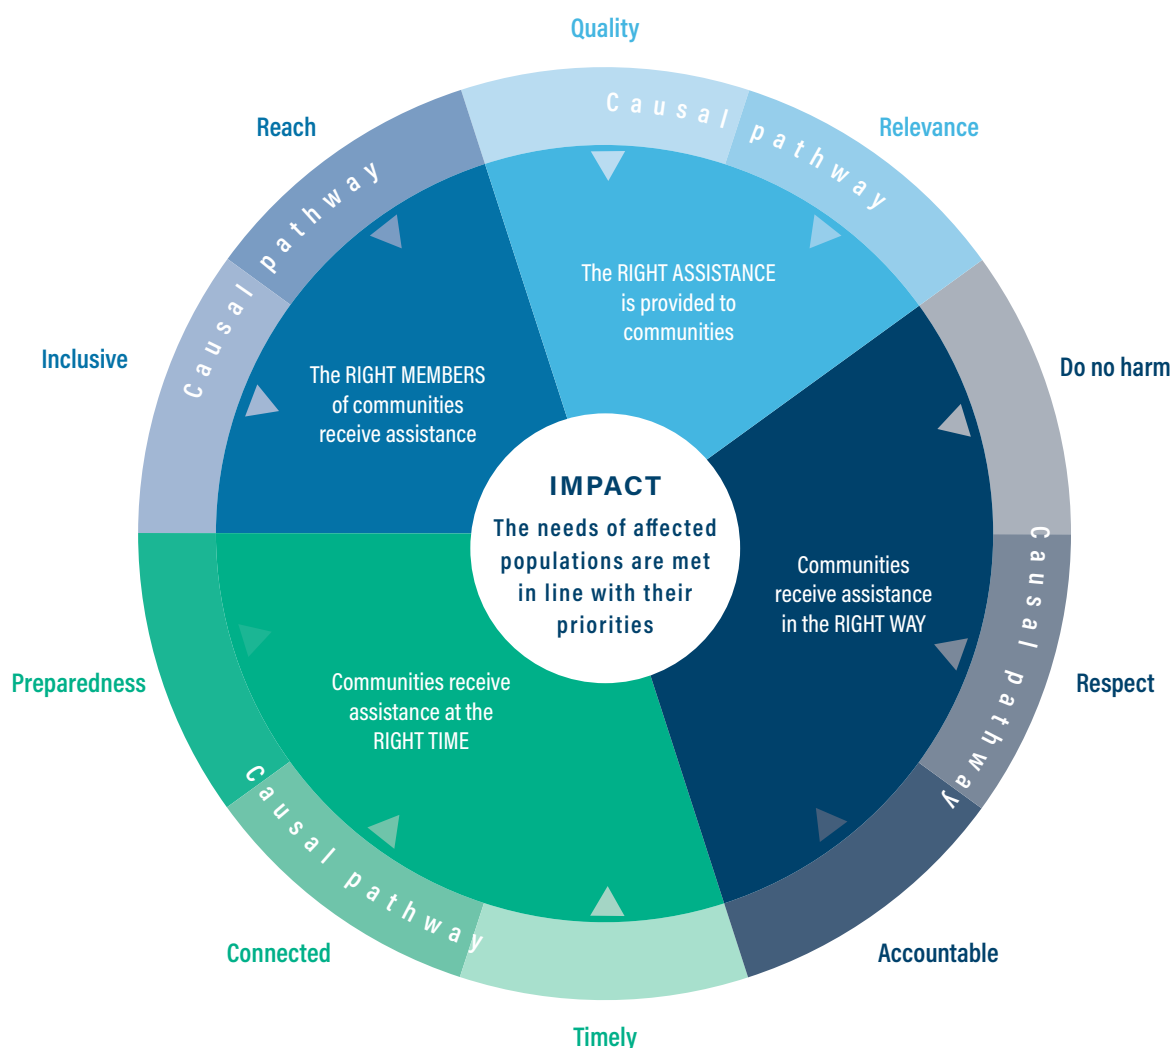 Quality
Relevance
Reach
Causal pathway
Causal pathway
The RIGHT ASSISTANCE
is provided to
communities
Inclusive
Do no harm
The RIGHT MEMBERS
of communities
receive assistance
IMPACT
The needs of affected
populations are met
in line with their
priorities
Communities
receive assistance
in the RIGHT WAY
Causal pathway
Preparedness
Respect
Communities receive
assistance at the
RIGHT TIME
Causal pathway
Connected
Accountable
Timely